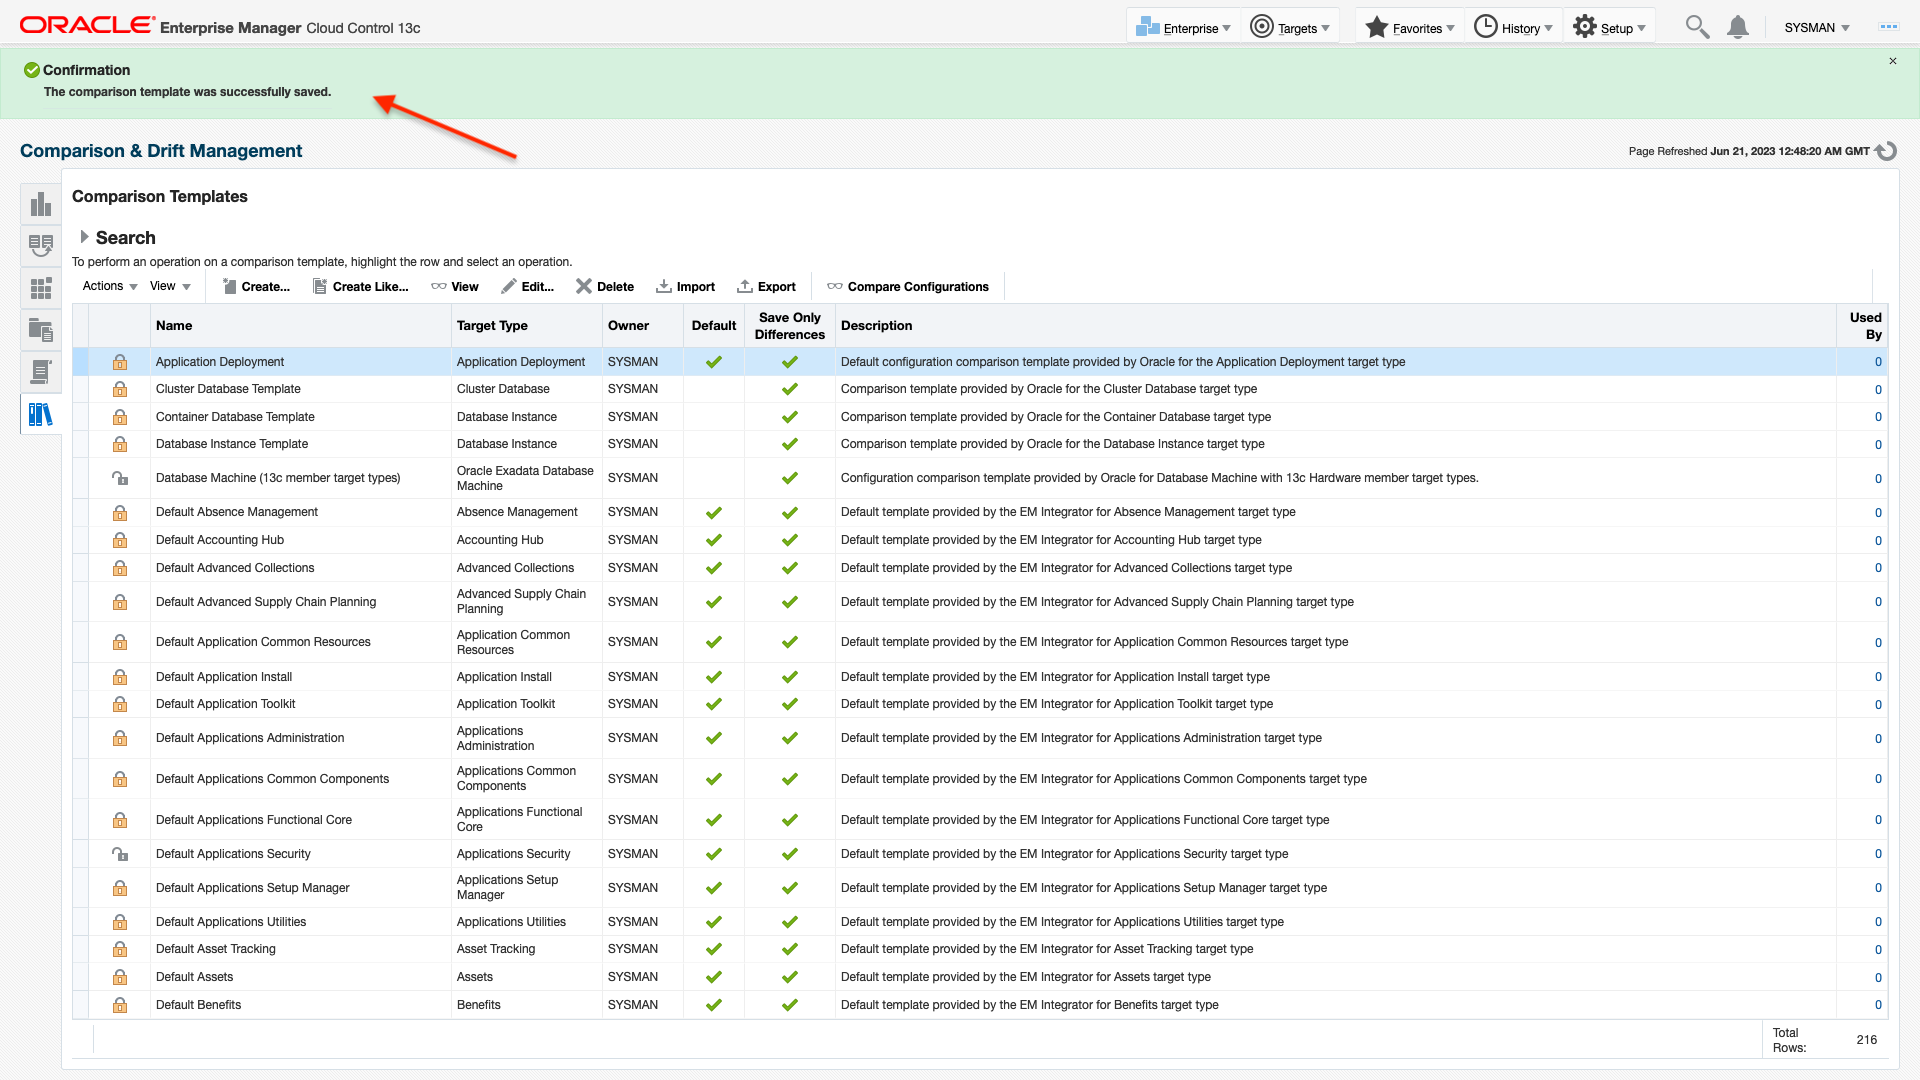 ORACLE® Enterprise Manager Cloud Control 13c
Enterprise Targets Favorites History Setup SYSMAN
Confirmation
The comparison template was successfully saved.
Comparison & Drift Management
Page Refreshed Jun 21, 2023 12:48:20 AM GMT
Comparison Templates
Search
To perform an operation on a comparison template, highlight the row and select an operation.
Actions View Create... Create Like... View Edit... Delete Import Export Compare Configurations
Name Target Type Owner Default Save Only Differences Description Used By
Application Deployment Application Deployment SYSMAN Default configuration comparison template provided by Oracle for the Application Deployment target type 0
Cluster Database Template Cluster Database SYSMAN Comparison template provided by Oracle for the Cluster Database target type 0
Container Database Template Database Instance SYSMAN Comparison template provided by Oracle for the Container Database target type 0
Database Instance Template Database Instance SYSMAN Comparison template provided by Oracle for the Database Instance target type 0
Database Machine (13c member target types) Oracle Exadata Database Machine SYSMAN Configuration comparison template provided by Oracle for Database Machine with 13c Hardware member target types. 0
Default Absence Management Absence Management SYSMAN Default template provided by the EM Integrator for Absence Management target type 0
Default Accounting Hub Accounting Hub SYSMAN Default template provided by the EM Integrator for Accounting Hub target type 0
Default Advanced Collections Advanced Collections SYSMAN Default template provided by the EM Integrator for Advanced Collections target type 0
Default Advanced Supply Chain Planning Advanced Supply Chain Planning SYSMAN Default template provided by the EM Integrator for Advanced Supply Chain Planning target type 0
Default Application Common Resources Application Common Resources SYSMAN Default template provided by the EM Integrator for Application Common Resources target type 0
Default Application Install Application Install SYSMAN Default template provided by the EM Integrator for Application Install target type 0
Default Application Toolkit Application Toolkit SYSMAN Default template provided by the EM Integrator for Application Toolkit target type 0
Default Applications Administration Applications Administration SYSMAN Default template provided by the EM Integrator for Applications Administration target type 0
Default Applications Common Components Applications Common Components SYSMAN Default template provided by the EM Integrator for Applications Common Components target type 0
Default Applications Functional Core Applications Functional Core SYSMAN Default template provided by the EM Integrator for Applications Functional Core target type 0
Default Applications Security Applications Security SYSMAN Default template provided by the EM Integrator for Applications Security target type 0
Default Applications Setup Manager Applications Setup Manager SYSMAN Default template provided by the EM Integrator for Applications Setup Manager target type 0
Default Applications Utilities Applications Utilities SYSMAN Default template provided by the EM Integrator for Applications Utilities target type 0
Default Asset Tracking Asset Tracking SYSMAN Default template provided by the EM Integrator for Asset Tracking target type 0
Default Assets Assets SYSMAN Default template provided by the EM Integrator for Assets target type 0
Default Benefits Benefits SYSMAN Default template provided by the EM Integrator for Benefits target type 0
Total Rows: 216